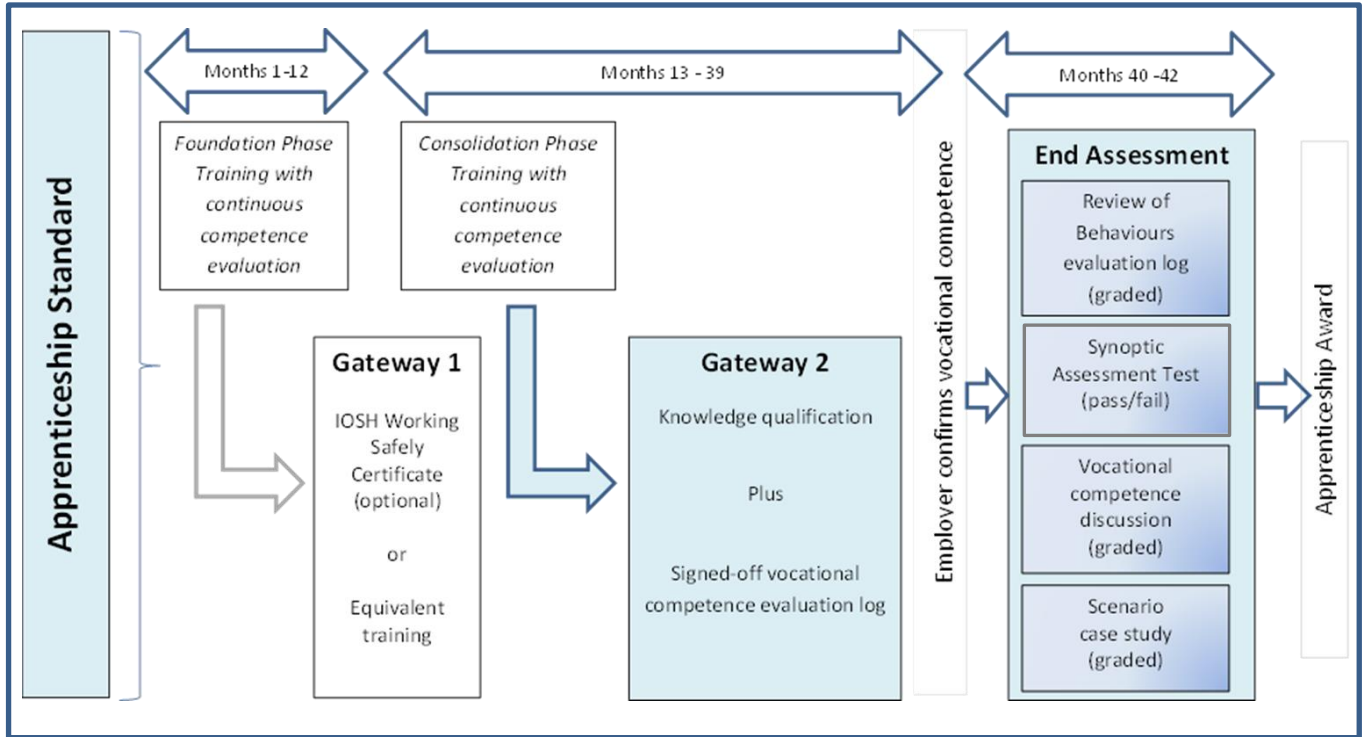 Apprenticeship Standard
Months 1-12
Months 13 - 39
Months 40 -42
Foundation Phase
Training with
continuous
competence
evaluation
Consolidation Phase
Training with
continuous
competence
evaluation
Gateway 1
IOSH Working
Safely
Certificate
(optional)
or
Equivalent
training
Gateway 2
Knowledge qualification
Plus
Signed-off vocational
competence evaluation log
Employer confirms vocational competence
End Assessment
Review of
Behaviours
evaluation log
(graded)
Synoptic
Assessment Test
(pass/fail)
Vocational
competence
discussion
(graded)
Scenario
case study
(graded)
Apprenticeship Award